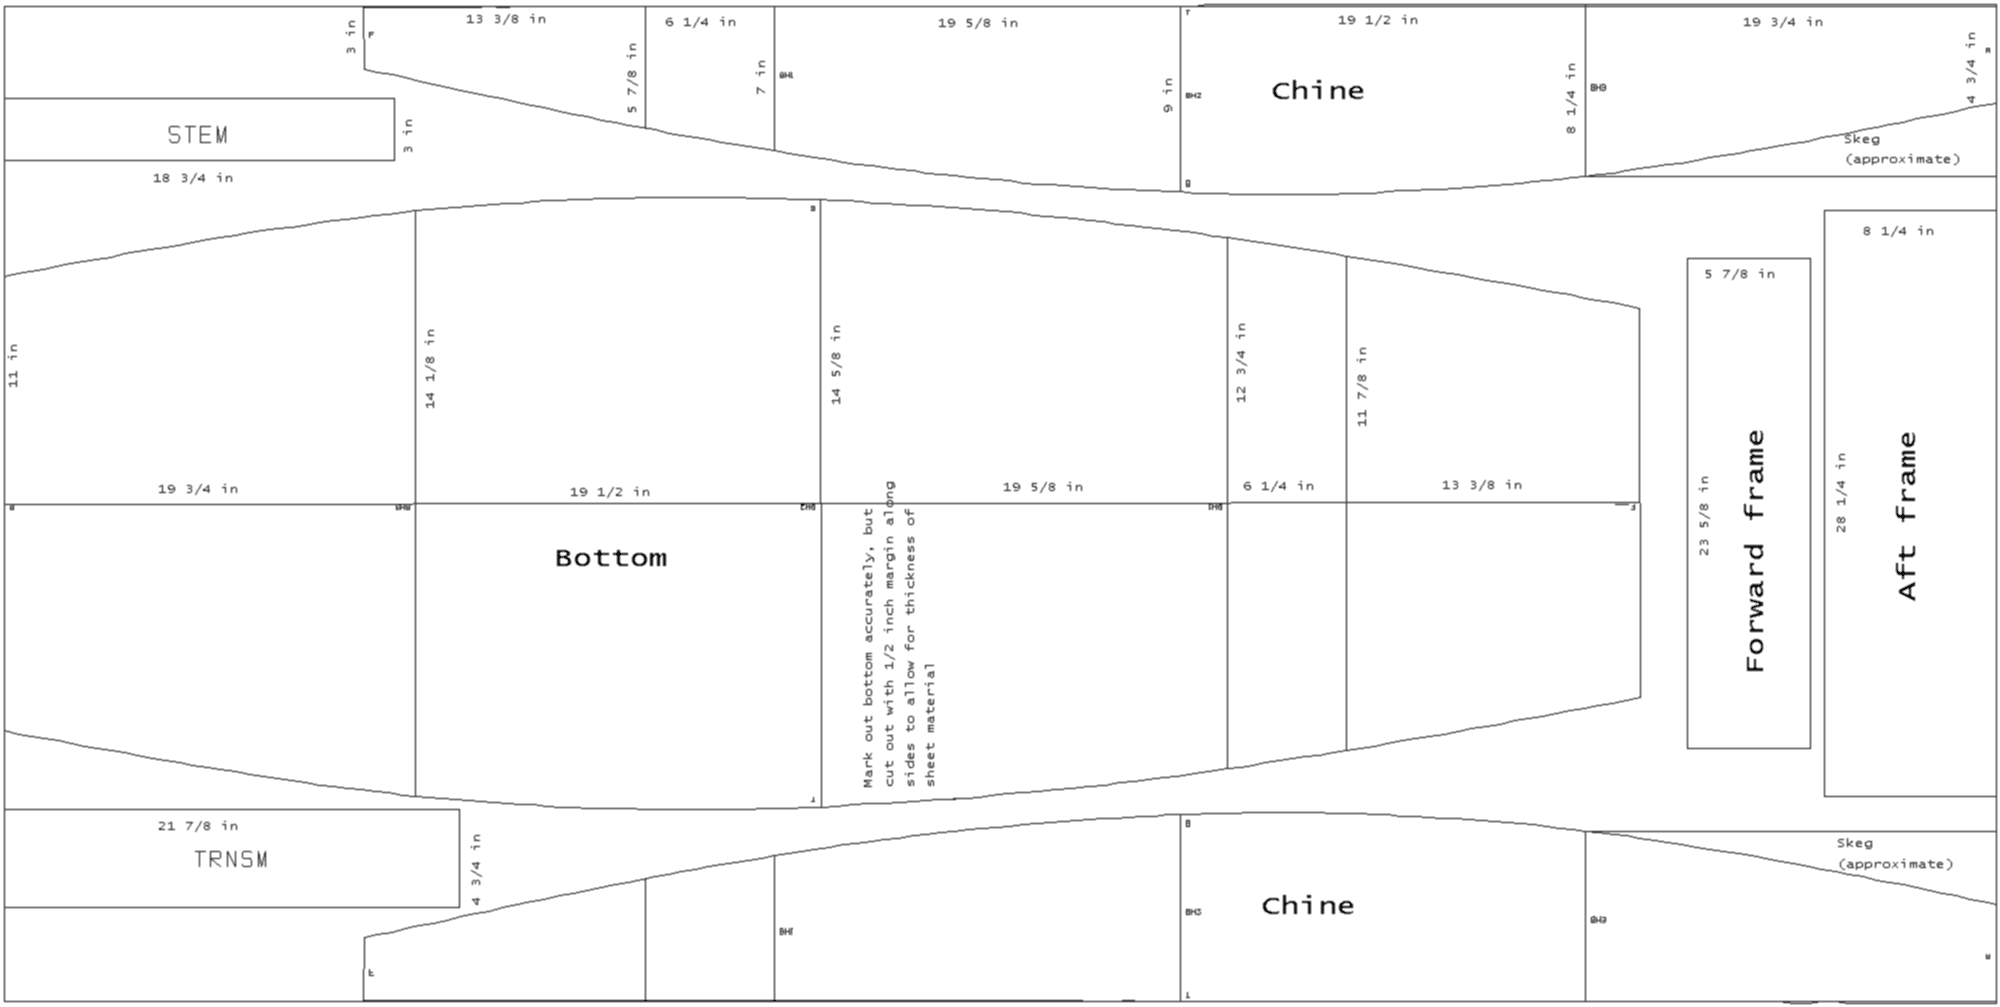 13 3/8 in
6 1/4 in
19 5/8 in
19 1/2 in
19 3/4 in
3 in
F
5 7/8 in
7 in
BH1
9 in
T
BH2
B
Chine
8 1/4 in
BH3
4 3/4 in
Skeg
(approximate)
STEM
3 in
18 3/4 in
B
11 in
14 1/8 in
14 5/8 in
12 3/4 in
11 7/8 in
19 3/4 in
19 1/2 in
19 5/8 in
6 1/4 in
13 3/8 in
BH2
BH1
F
Bottom
Mark out bottom accurately, but
cut out with 1/2 inch margin along
sides to allow for thickness of
sheet material
T
5 7/8 in
23 5/8 in
Forward frame
8 1/4 in
28 1/4 in
Aft frame
21 7/8 in
TRNSM
4 3/4 in
F
BH1
B
BH2
T
Chine
BH3
Skeg
(approximate)